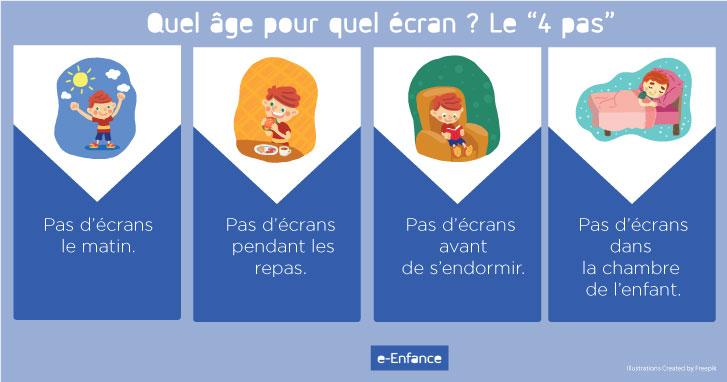 Quel âge pour quel écran ? Le “4 pas”
Pas d’écrans
le matin.
Pas d’écrans
pendant les
repas.
Pas d’écrans
avant
de s’endormir.
Pas d’écrans
dans
la chambre
de l’enfant.
e-Enfance
Illustrations Created by Freepik